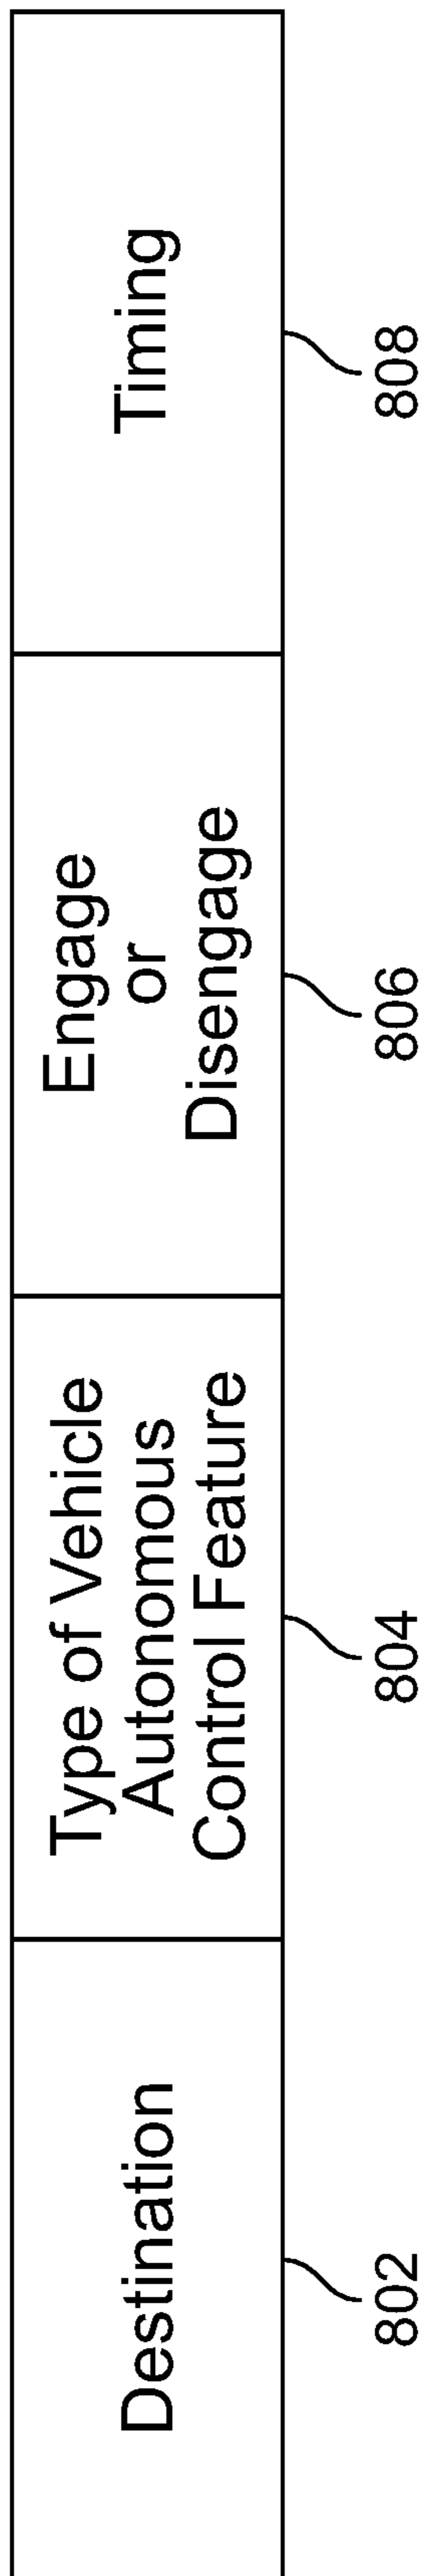 Destination
Type of Vehicle
Autonomous
Control Feature
Engage
or
Disengage
Timing
802
804
806
808